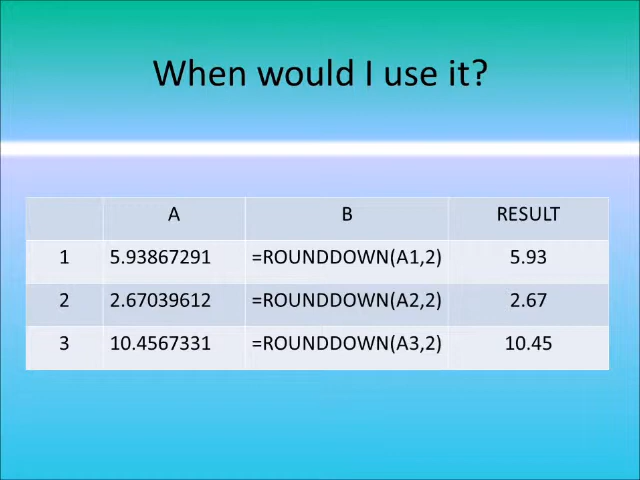 When would I use it?
A B RESULT
1 5.93867291 =ROUNDDOWN(A1,2) 5.93
2 2.67039612 =ROUNDDOWN(A2,2) 2.67
3 10.4567331 =ROUNDDOWN(A3,2) 10.45